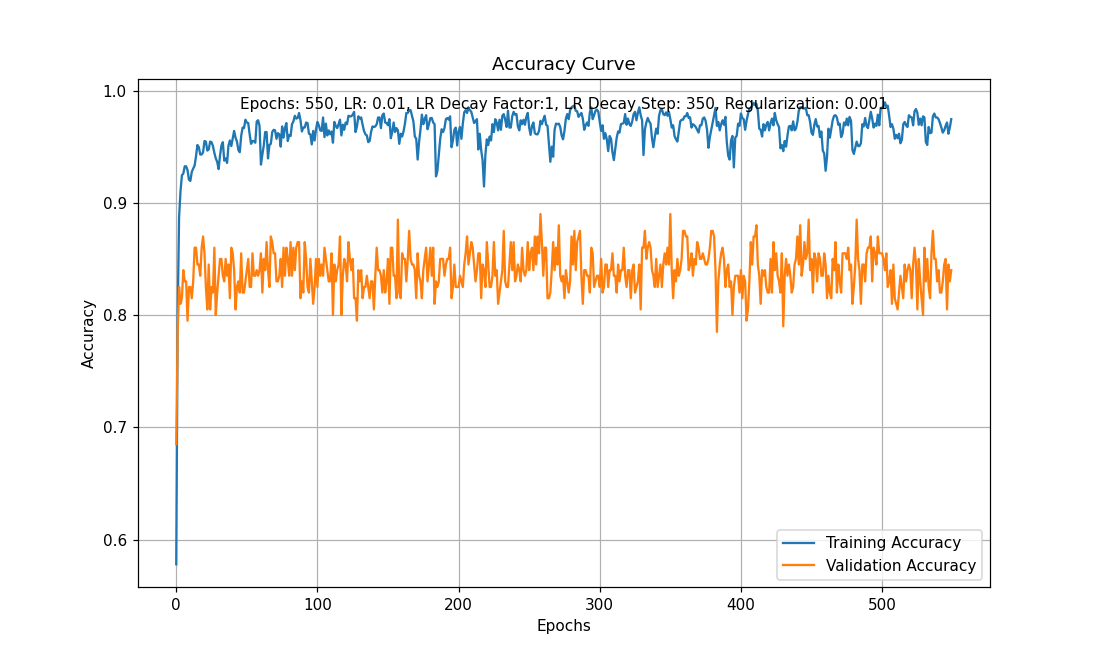 Accuracy Curve
Epochs: 550, LR: 0.01, LR Decay Factor:1, LR Decay Step: 350, Regularization: 0.001
1.0
0.9
0.8
0.7
0.6
Accuracy
0 100 200 300 400 500
Epochs
Training Accuracy
Validation Accuracy